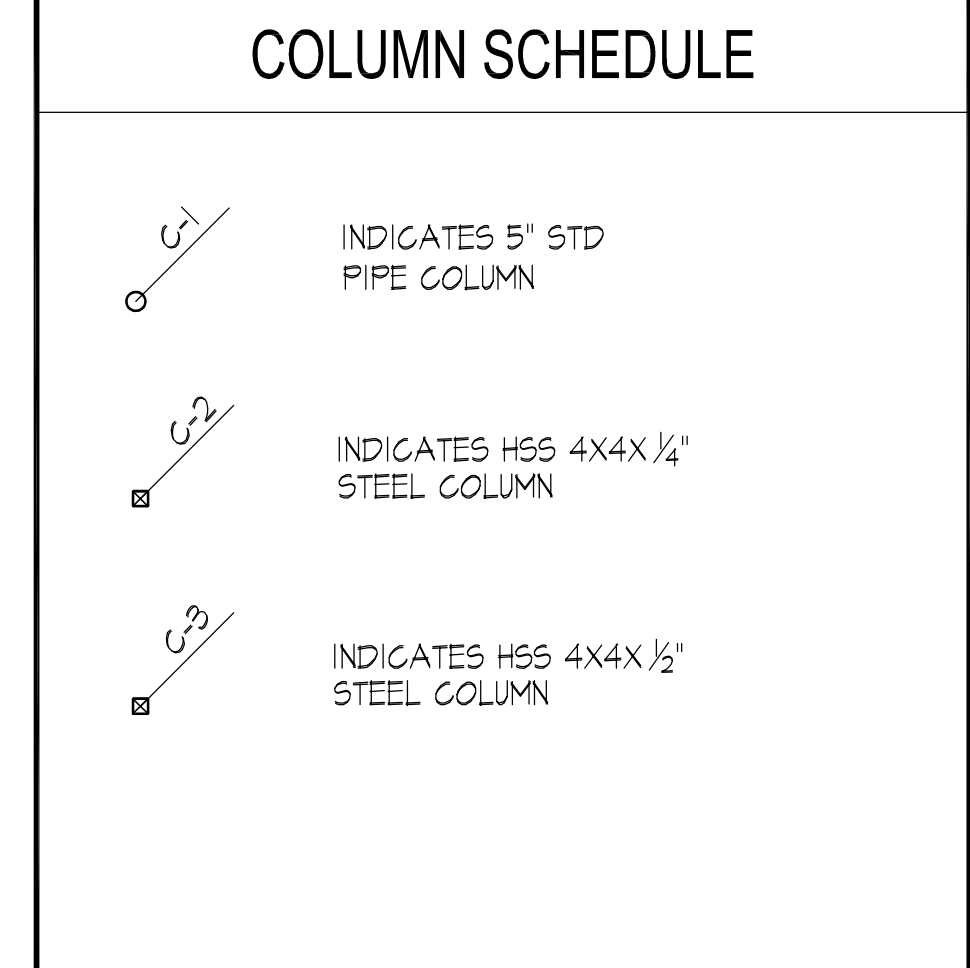 COLUMN SCHEDULE
C-1
INDICATES 5" STD
PIPE COLUMN
C-2
INDICATES HSS 4X4X 1/4"
STEEL COLUMN
C-3
INDICATES HSS 4X4X 1/2"
STEEL COLUMN